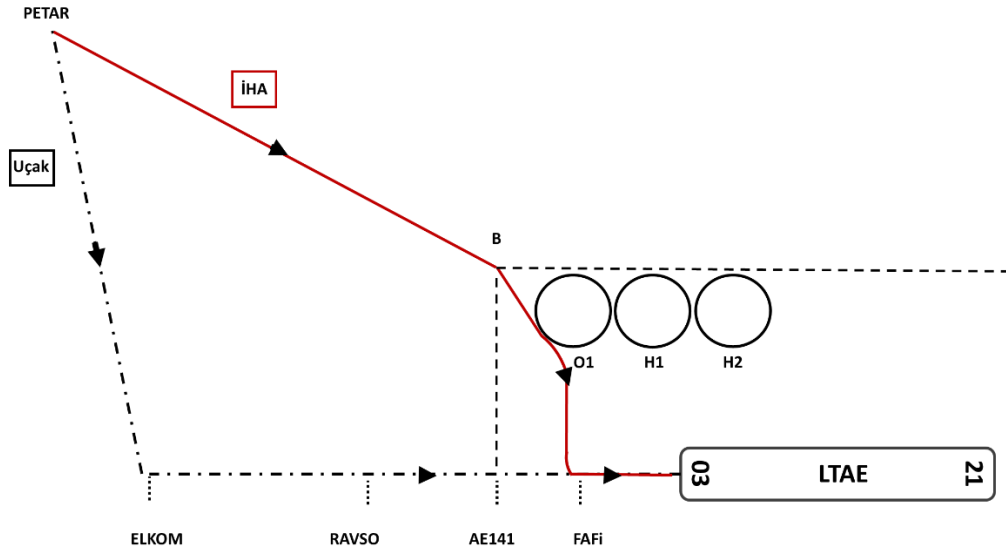 PETAR
İHA
Uçak
B
O1
H1
H2
03
LTAE
21
ELKOM
RAVSO
AE141
FAFi